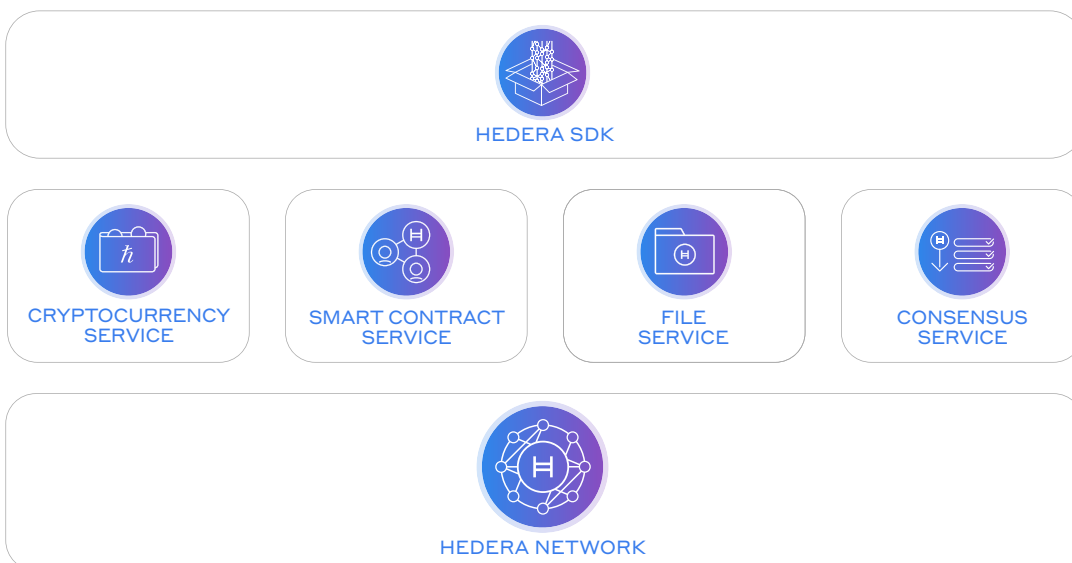 HEDERA SDK
ħ
CRYPTOCURRENCY
SERVICE
SMART CONTRACT
SERVICE
FILE
SERVICE
CONSENSUS
SERVICE
HEDERA NETWORK